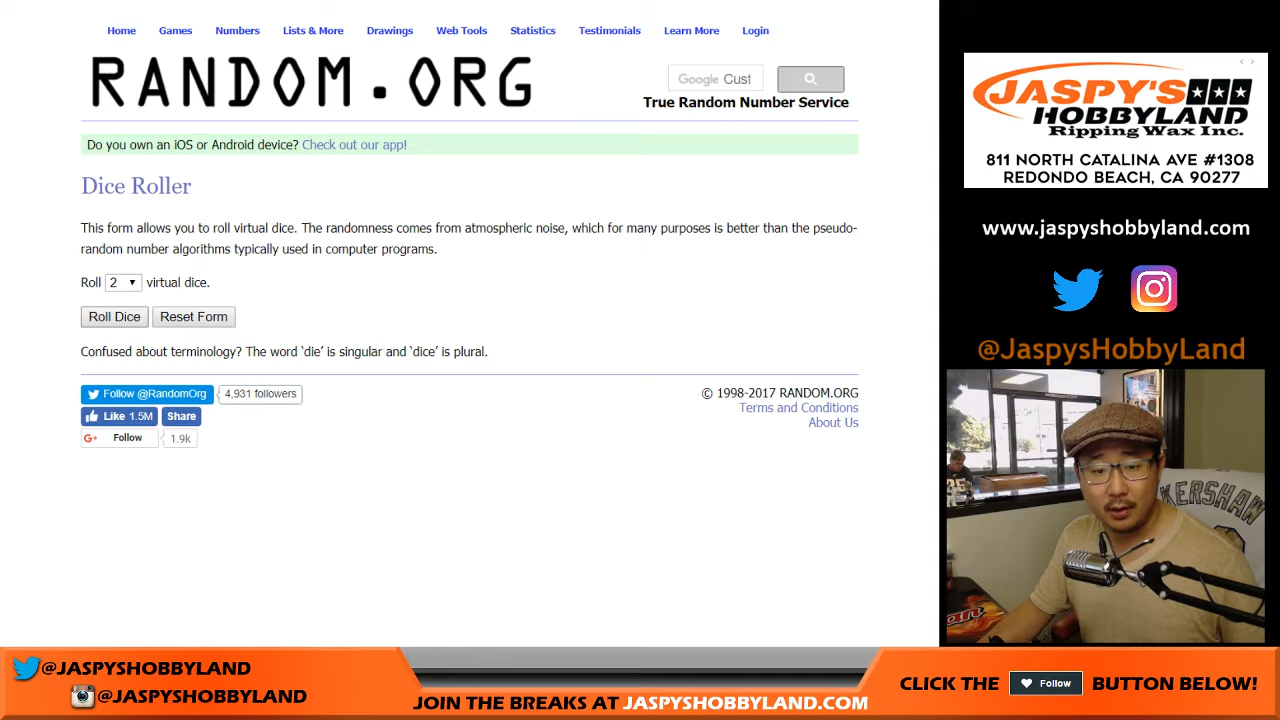 Home Games Numbers Lists & More Drawings Web Tools Statistics Testimonials Learn More Login
RANDOM.ORG
Google Cust
True Random Number Service
Do you own an iOS or Android device? Check out our app!
Dice Roller
This form allows you to roll virtual dice. The randomness comes from atmospheric noise, which for many purposes is better than the pseudo-
random number algorithms typically used in computer programs.
Roll 2 virtual dice.
Roll Dice Reset Form
Confused about terminology? The word ‘die’ is singular and ‘dice’ is plural.
Follow @RandomOrg 4,931 followers
Like 1.5M Share
G+ Follow 1.9k
© 1998-2017 RANDOM.ORG
Terms and Conditions
About Us
JASPY'S
HOBBYLAND
Ripping Wax Inc.
811 NORTH CATALINA AVE #1308
REDONDO BEACH, CA 90277
www.jaspyshobbyland.com
@JaspysHobbyLand
KERSHAW
@JASPYSHOBBYLAND
@JASPYSHOBBYLAND
JOIN THE BREAKS AT JASPYSHOBBYLAND.COM
CLICK THE Follow BUTTON BELOW!